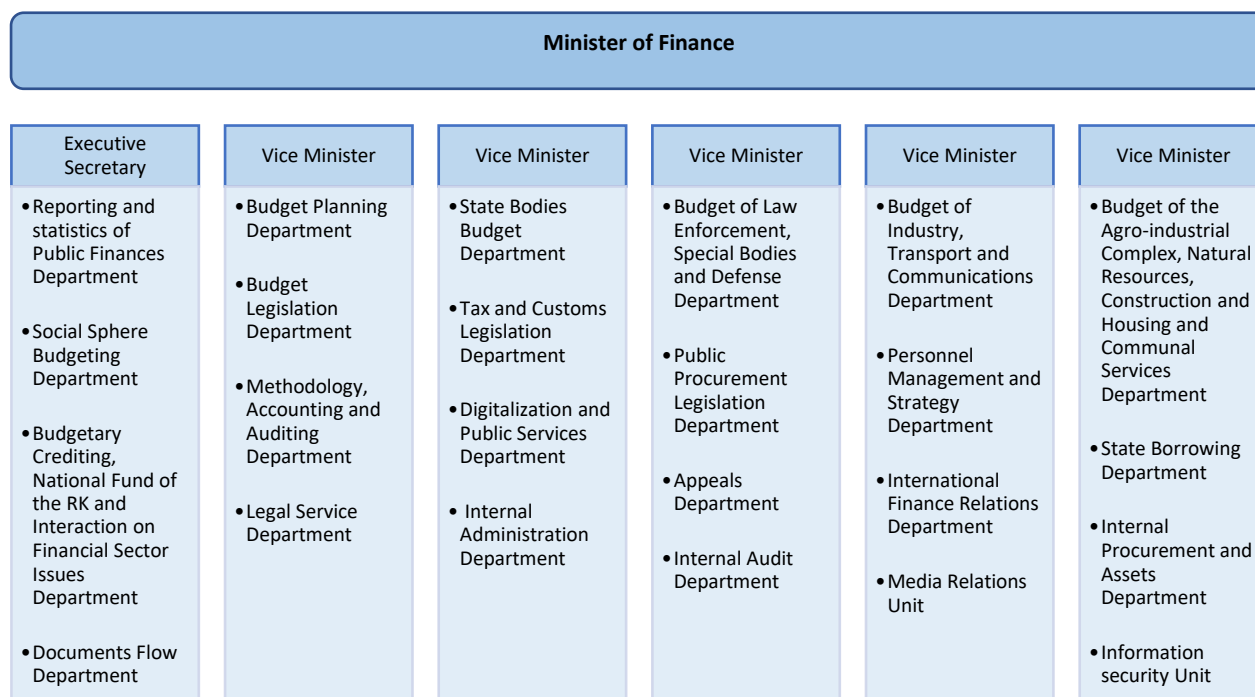 Minister of Finance
Executive
Secretary
•Reporting and
statistics of
Public Finances
Department
•Social Sphere
Budgeting
Department
•Budgetary
Crediting,
National Fund of
the RK and
Interaction on
Financial Sector
Issues
Department
•Documents Flow
Department
Vice Minister
•Budget Planning
Department
•Budget
Legislation
Department
•Methodology,
Accounting and
Auditing
Department
•Legal Service
Department
Vice Minister
•State Bodies
Budget
Department
•Tax and Customs
Legislation
Department
•Digitalization and
Public Services
Department
• Internal
Administration
Department
Vice Minister
•Budget of Law
Enforcement,
Special Bodies
and Defense
Department
•Public
Procurement
Legislation
Department
•Appeals
Department
•Internal Audit
Department
Vice Minister
•Budget of
Industry,
Transport and
Communications
Department
•Personnel
Management and
Strategy
Department
•International
Finance Relations
Department
•Media Relations
Unit
Vice Minister
•Budget of the
Agro-industrial
Complex, Natural
Resources,
Construction and
Housing and
Communal
Services
Department
•State Borrowing
Department
•Internal
Procurement and
Assets
Department
•Information
security Unit